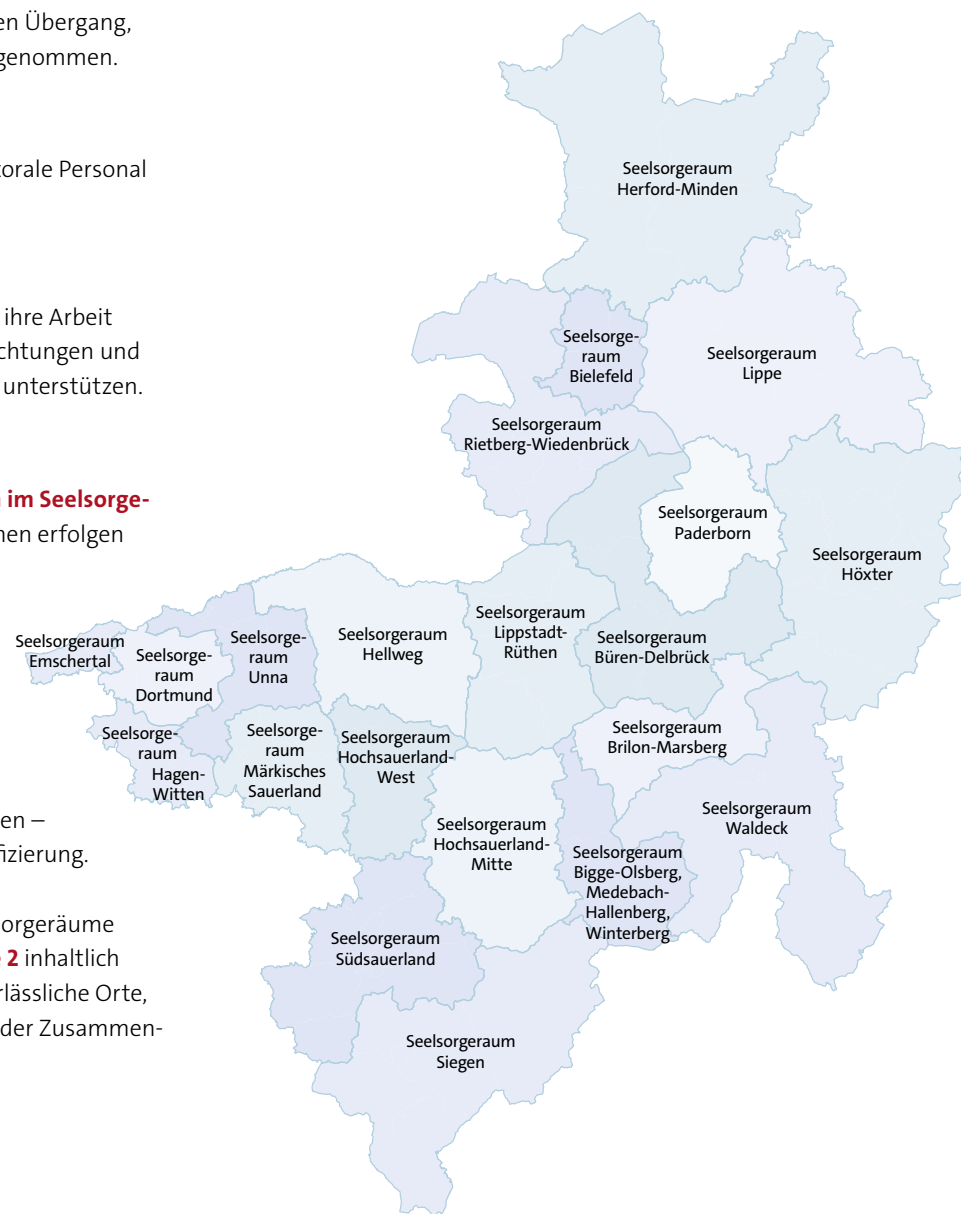 en Übergang,
genommen.
torale Personal
ihre Arbeit
chtungen und
unterstützen.
im Seelsorge-
nen erfolgen
en –
fizierung.
sorgeräume
2 inhaltlich
rlässliche Orte,
der Zusammen-
Seelsorgeraum
Herford-Minden
Seelsorge-
raum
Bielefeld
Seelsorgeraum
Lippe
Seelsorgeraum
Rietberg-Wiedenbrück
Seelsorgeraum
Paderborn
Seelsorgeraum
Höxter
Seelsorgeraum
Emschertal
Seelsorge-
raum
Dortmund
Seelsorge-
raum
Unna
Seelsorgeraum
Hellweg
Seelsorgeraum
Lippstadt-
Rüthen
Seelsorgeraum
Büren-Delbrück
Seelsorge-
raum
Hagen-
Witten
Seelsorge-
raum
Märkisches
Sauerland
Seelsorgeraum
Hochsauerland-
West
Seelsorgeraum
Brilon-Marsberg
Seelsorgeraum
Hochsauerland-
Mitte
Seelsorgeraum
Waldeck
Seelsorgeraum
Bigge-Olsberg,
Medebach-
Hallenberg,
Winterberg
Seelsorgeraum
Südsauerland
Seelsorgeraum
Siegen